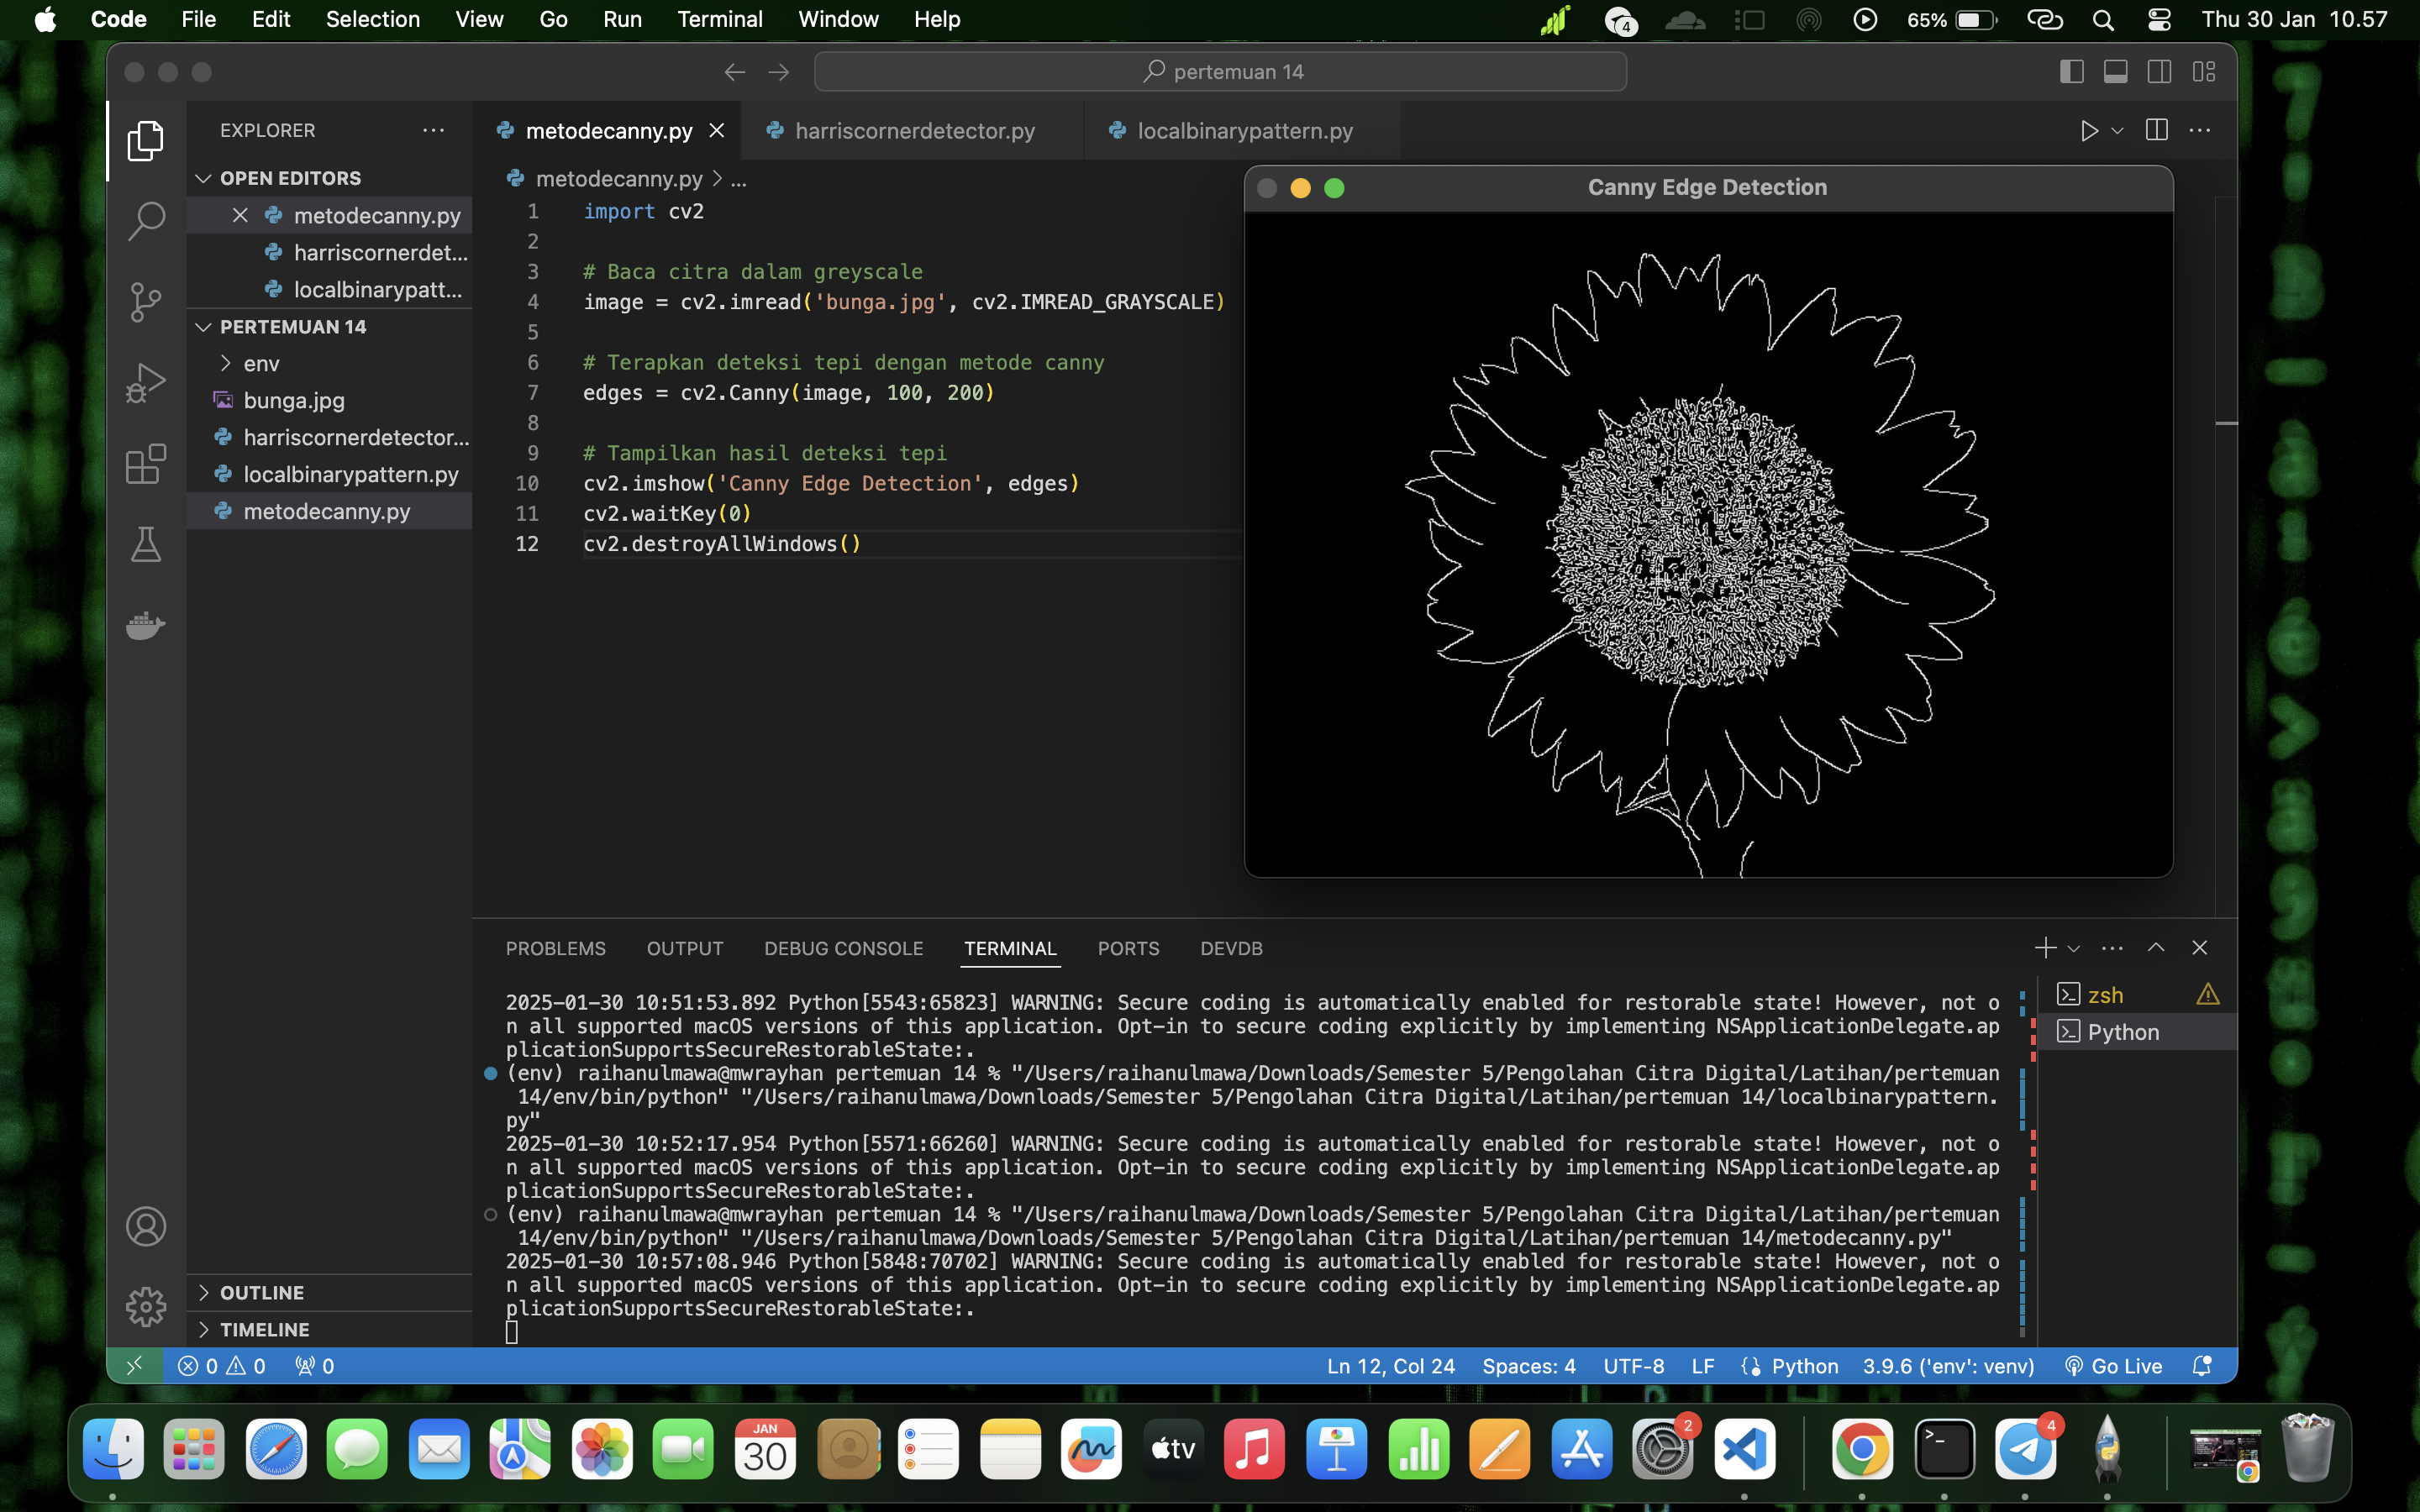 Code File Edit Selection View Go Run Terminal Window Help 4 65% Thu 30 Jan 10.57
pertemuan 14
EXPLORER
OPEN EDITORS
metodecanny.py
harriscornerdet...
localbinarypatt...
PERTEMUAN 14
env
bunga.jpg
harriscornerdetector...
localbinarypattern.py
metodecanny.py
OUTLINE
TIMELINE
metodecanny.py harriscornerdetector.py localbinarypattern.py
metodecanny.py > ...
1 import cv2
2
3 # Baca citra dalam greyscale
4 image = cv2.imread('bunga.jpg', cv2.IMREAD_GRAYSCALE)
5
6 # Terapkan deteksi tepi dengan metode canny
7 edges = cv2.Canny(image, 100, 200)
8
9 # Tampilkan hasil deteksi tepi
10 cv2.imshow('Canny Edge Detection', edges)
11 cv2.waitKey(0)
12 cv2.destroyAllWindows()
Canny Edge Detection
PROBLEMS OUTPUT DEBUG CONSOLE TERMINAL PORTS DEVDB
2025-01-30 10:51:53.892 Python[5543:65823] WARNING: Secure coding is automatically enabled for restorable state! However, not o
n all supported macOS versions of this application. Opt-in to secure coding explicitly by implementing NSApplicationDelegate.ap
plicationSupportsSecureRestorableState:.
(env) raihanulmawa@mwrayhan pertemuan 14 % "/Users/raihanulmawa/Downloads/Semester 5/Pengolahan Citra Digital/Latihan/pertemuan
14/env/bin/python" "/Users/raihanulmawa/Downloads/Semester 5/Pengolahan Citra Digital/Latihan/pertemuan 14/localbinarypattern.
py"
2025-01-30 10:52:17.954 Python[5571:66260] WARNING: Secure coding is automatically enabled for restorable state! However, not o
n all supported macOS versions of this application. Opt-in to secure coding explicitly by implementing NSApplicationDelegate.ap
plicationSupportsSecureRestorableState:.
(env) raihanulmawa@mwrayhan pertemuan 14 % "/Users/raihanulmawa/Downloads/Semester 5/Pengolahan Citra Digital/Latihan/pertemuan
14/env/bin/python" "/Users/raihanulmawa/Downloads/Semester 5/Pengolahan Citra Digital/Latihan/pertemuan 14/metodecanny.py"
2025-01-30 10:57:08.946 Python[5848:70702] WARNING: Secure coding is automatically enabled for restorable state! However, not o
n all supported macOS versions of this application. Opt-in to secure coding explicitly by implementing NSApplicationDelegate.ap
plicationSupportsSecureRestorableState:.
zsh
Python
0 0 0 Ln 12, Col 24 Spaces: 4 UTF-8 LF Python 3.9.6 ('env': venv) Go Live
JAN
30
tv
2
4